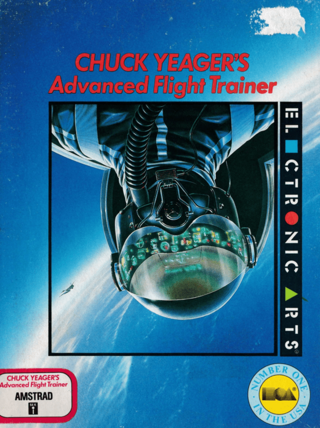 CHUCK YEAGER'S
Advanced Flight Trainer
ELECTRONIC ARTS
CHUCK YEAGER'S
Advanced Flight Trainer
AMSTRAD
NUMBER ONE
IN THE USA